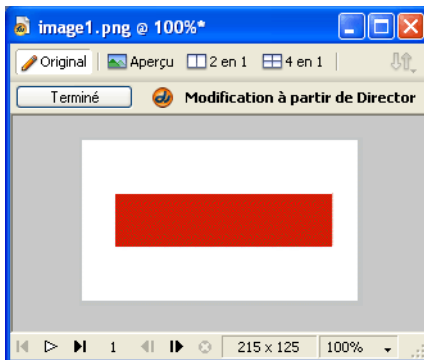 image1.png @ 100%*
Original Aperçu 2 en 1 4 en 1
Terminé Modification à partir de Director
1 215 x 125 100%